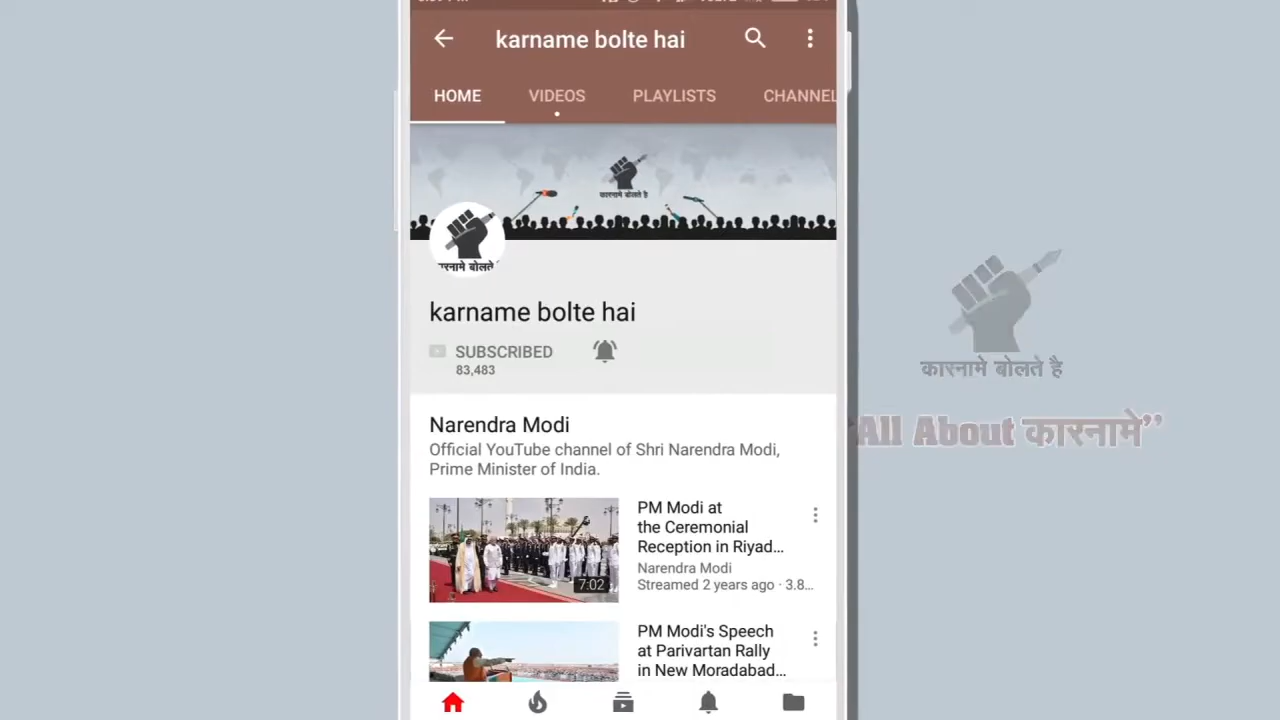 karname bolte hai
HOME VIDEOS PLAYLISTS CHANNEL
कारनामे बोलते है
karname bolte hai
SUBSCRIBED
83,483
Narendra Modi
Official YouTube channel of Shri Narendra Modi,
Prime Minister of India.
PM Modi at
the Ceremonial
Reception in Riyad...
Narendra Modi
Streamed 2 years ago · 3.8...
7:02
PM Modi's Speech
at Parivartan Rally
in New Moradabad...
कारनामे बोलते है
All About कारनामे”